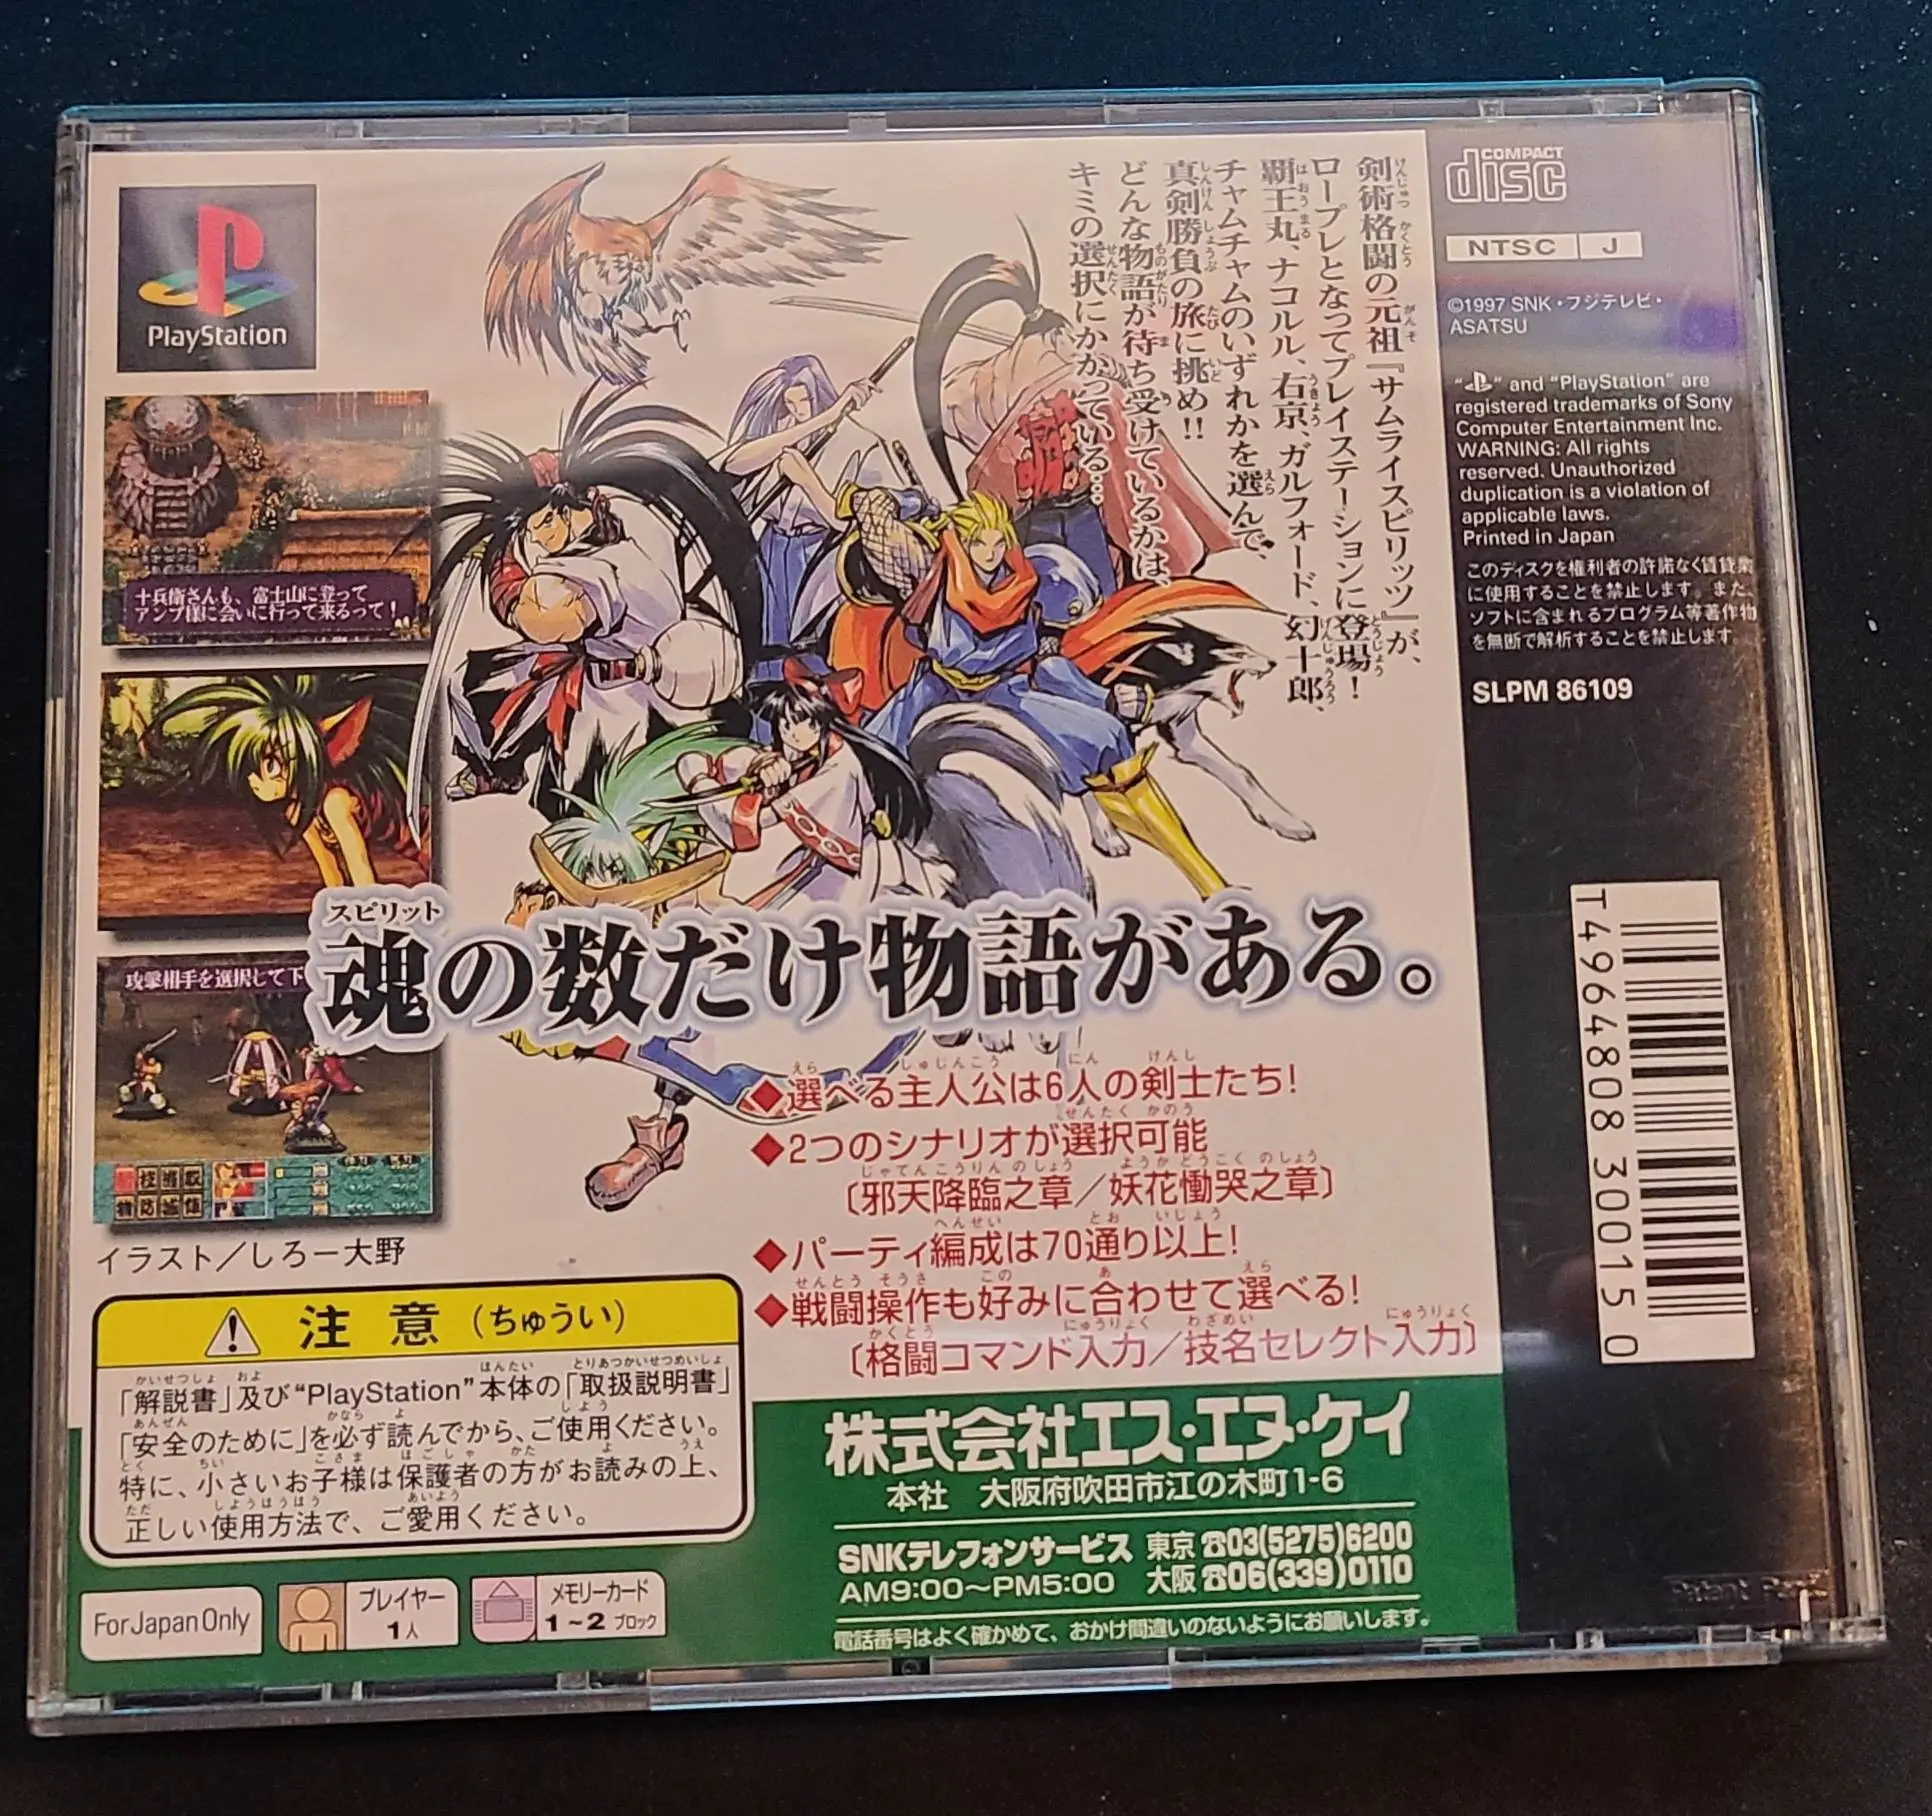 PlayStation
剣術格闘の元祖『サムライスピリッツ』が、
ロープレとなってプレイステーションに登場！
覇王丸、ナコルル、右京、ガルフォード、幻十郎、
チャムチャムのいずれかを選んで、
真剣勝負の旅に挑め!!
どんな物語が待ち受けているかは、
キミの選択にかかっている…。
十兵衛さんも、富士山に登って
アンブ様に会いに行って来るって！
攻撃相手を選択して下
スピリット
魂の数だけ物語がある。
◆選べる主人公は6人の剣士たち!
◆2つのシナリオが選択可能
〔邪天降臨之章／妖花慟哭之章〕
◆パーティ編成は70通り以上!
◆戦闘操作も好みに合わせて選べる!
〔格闘コマンド入力／技名セレクト入力〕
イラスト／しろー大野
注意（ちゅうい）
「解説書」及び“PlayStation”本体の「取扱説明書」
「安全のために」を必ず読んでから、ご使用ください。
特に、小さいお子様は保護者の方がお読みの上、
正しい使用方法で、ご愛用ください。
For Japan Only
プレイヤー
1人
メモリーカード
1~2ブロック
株式会社エス・エヌ・ケイ
本社 大阪府吹田市江の木町1-6
SNKテレフォンサービス 東京☎03(5275)6200
AM9:00～PM5:00 大阪☎06(339)0110
電話番号はよく確かめて、おかけ間違いのないようにお願いします。
COMPACT
disc
NTSC J
©1997 SNK・フジテレビ・
ASATSU
“ ” and “PlayStation” are
registered trademarks of Sony
Computer Entertainment Inc.
WARNING: All rights
reserved. Unauthorized
duplication is a violation of
applicable laws.
Printed in Japan
このディスクを権利者の許諾なく賃貸業
に使用することを禁止します。また、
ソフトに含まれるプログラム等著作物
を無断で解析することを禁止します。
SLPM 86109
T4964808 300150